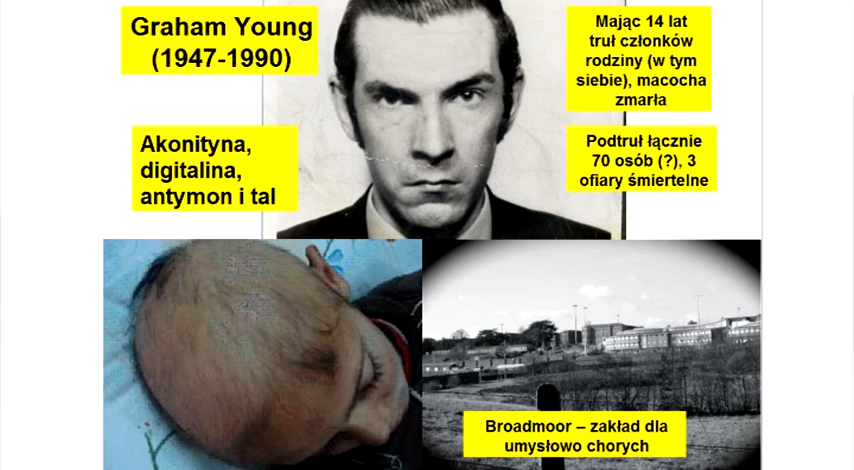 Graham Young
(1947-1990)
Mając 14 lat
truł członków
rodziny (w tym
siebie), macocha
zmarła
Akonityna,
digitalina,
antymon i tal
Podtruł łącznie
70 osób (?), 3
ofiary śmiertelne
Broadmoor – zakład dla
umysłowo chorych